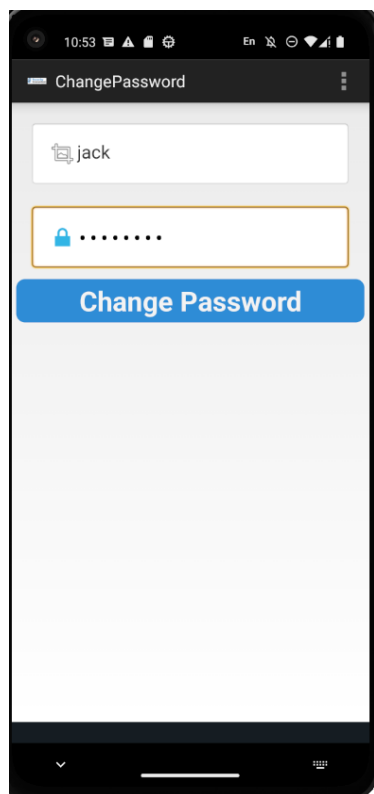 10:53 En
ChangePassword
jack
••••••••
Change Password